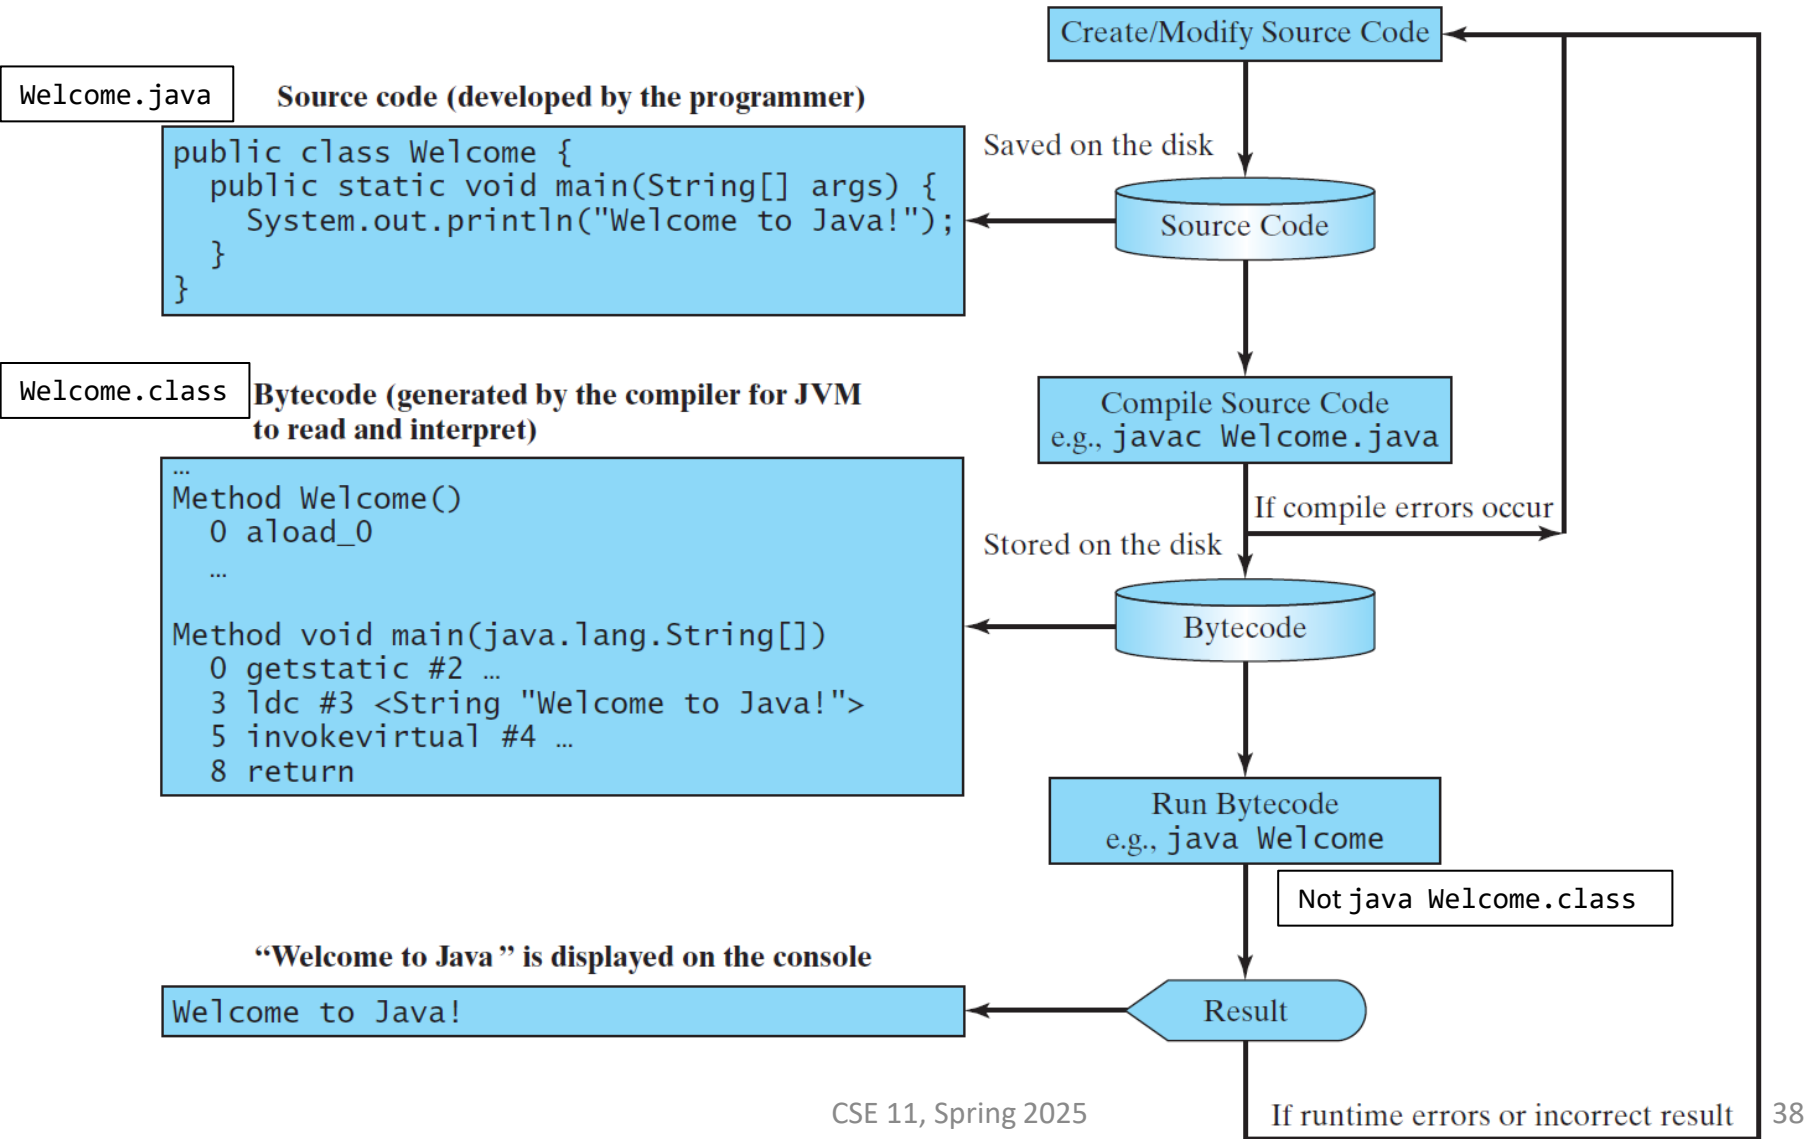 Create/Modify Source Code
Welcome.java
Source code (developed by the programmer)
public class Welcome {
  public static void main(String[] args) {
    System.out.println("Welcome to Java!");
  }
}
Saved on the disk
Source Code
Welcome.class
Bytecode (generated by the compiler for JVM
to read and interpret)
Compile Source Code
e.g., javac Welcome.java
If compile errors occur
Stored on the disk
…
Method Welcome()
  0 aload_0
  …
Method void main(java.lang.String[])
  0 getstatic #2 …
  3 ldc #3 <String "Welcome to Java!">
  5 invokevirtual #4 …
  8 return
Bytecode
Run Bytecode
e.g., java Welcome
Not java Welcome.class
“Welcome to Java ” is displayed on the console
Welcome to Java!
Result
If runtime errors or incorrect result
CSE 11, Spring 2025
38